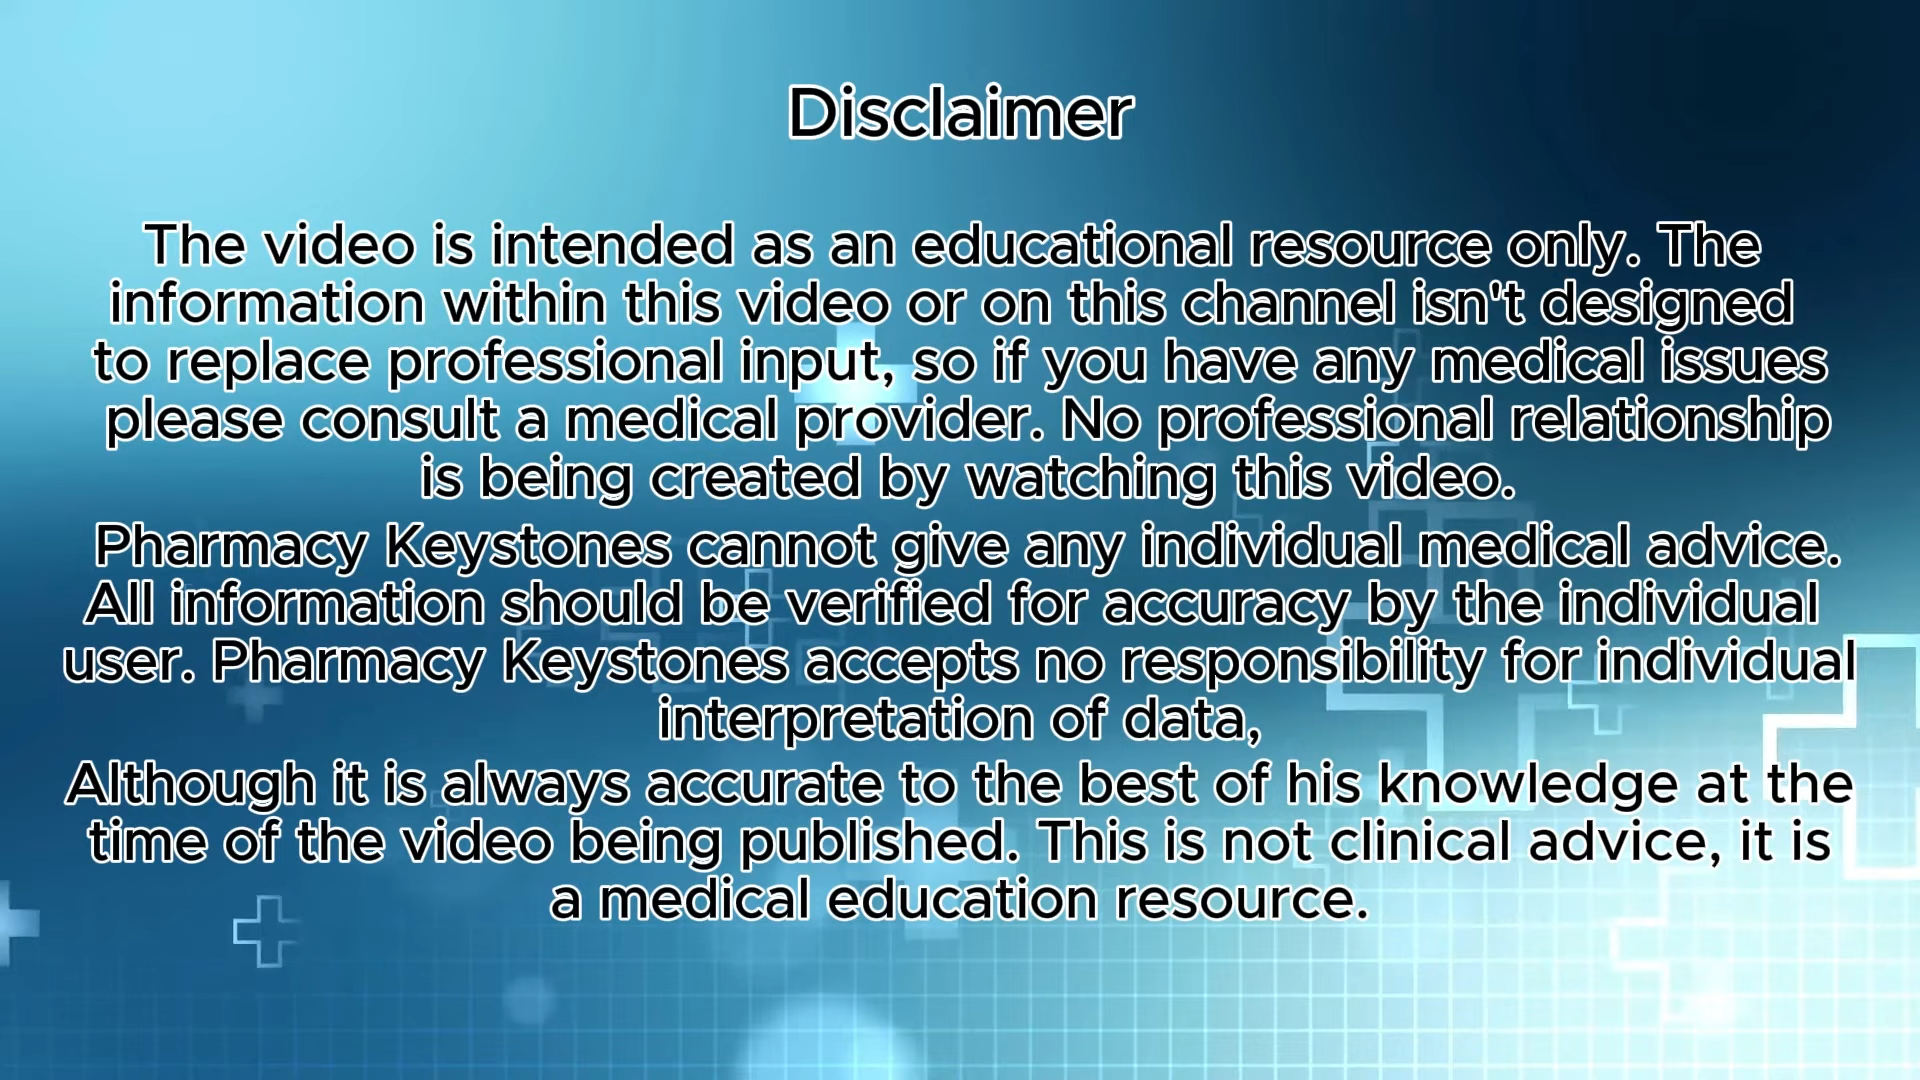 Disclaimer
The video is intended as an educational resource only. The
information within this video or on this channel isn't designed
to replace professional input, so if you have any medical issues
please consult a medical provider. No professional relationship
is being created by watching this video.
Pharmacy Keystones cannot give any individual medical advice.
All information should be verified for accuracy by the individual
user. Pharmacy Keystones accepts no responsibility for individual
interpretation of data,
Although it is always accurate to the best of his knowledge at the
time of the video being published. This is not clinical advice, it is
a medical education resource.